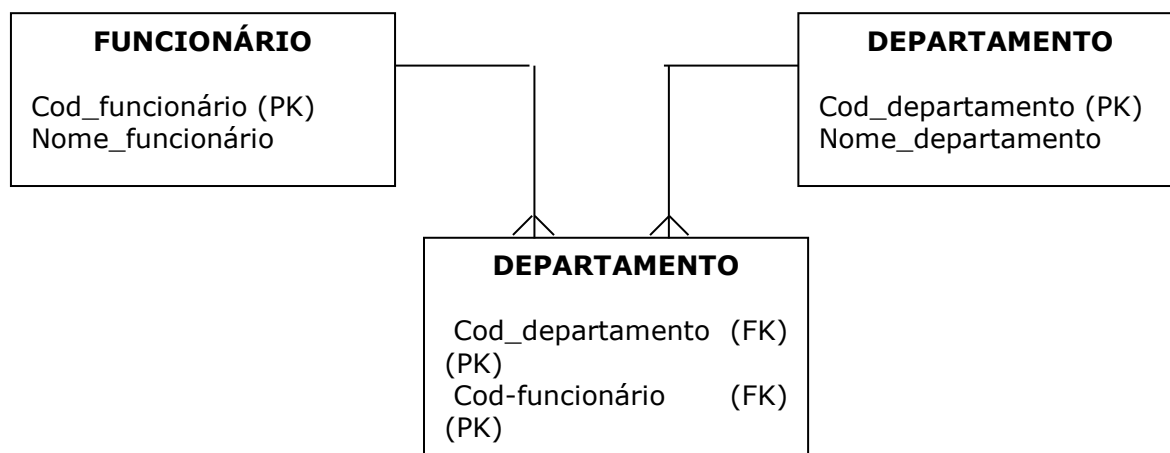 FUNCIONÁRIO
Cod_funcionário (PK)
Nome_funcionário
DEPARTAMENTO
Cod_departamento (PK)
Nome_departamento
DEPARTAMENTO
Cod_departamento (FK)
(PK)
Cod-funcionário (FK)
(PK)